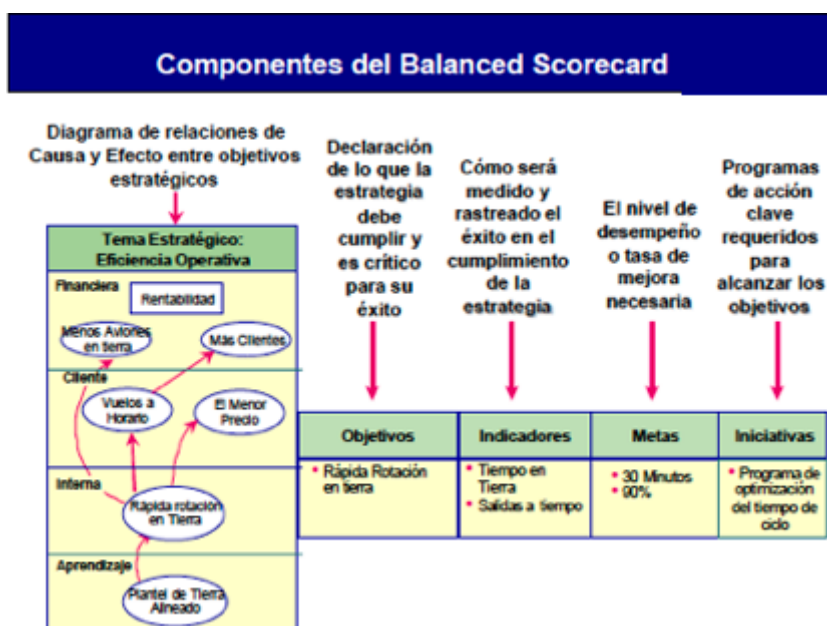 Componentes del Balanced Scorecard
Diagrama de relaciones de
Causa y Efecto entre objetivos
estratégicos
Declaración
de lo que la
estrategia
debe
cumplir y
es crítico
para su
éxito
Cómo será
medido y
rastreado el
éxito en el
cumplimiento
de la
estrategia
El nivel de
desempeño
o tasa de
mejora
necesaria
Programas
de acción
clave
requeridos
para
alcanzar los
objetivos
Tema Estratégico:
Eficiencia Operativa
Financiera
Rentabilidad
Menos Aviones
en tierra
Más Clientes
Cliente
Vuelos a
Horario
El Menor
Precio
Interna
Rápida rotación
en Tierra
Aprendizaje
Plantel de Tierra
Alineado
Objetivos
Indicadores
Metas
Iniciativas
• Rápida Rotación
en tierra
• Tiempo en
Tierra
• Salidas a tiempo
• 30 Minutos
• 90%
• Programa de
optimización
del tiempo de
ciclo